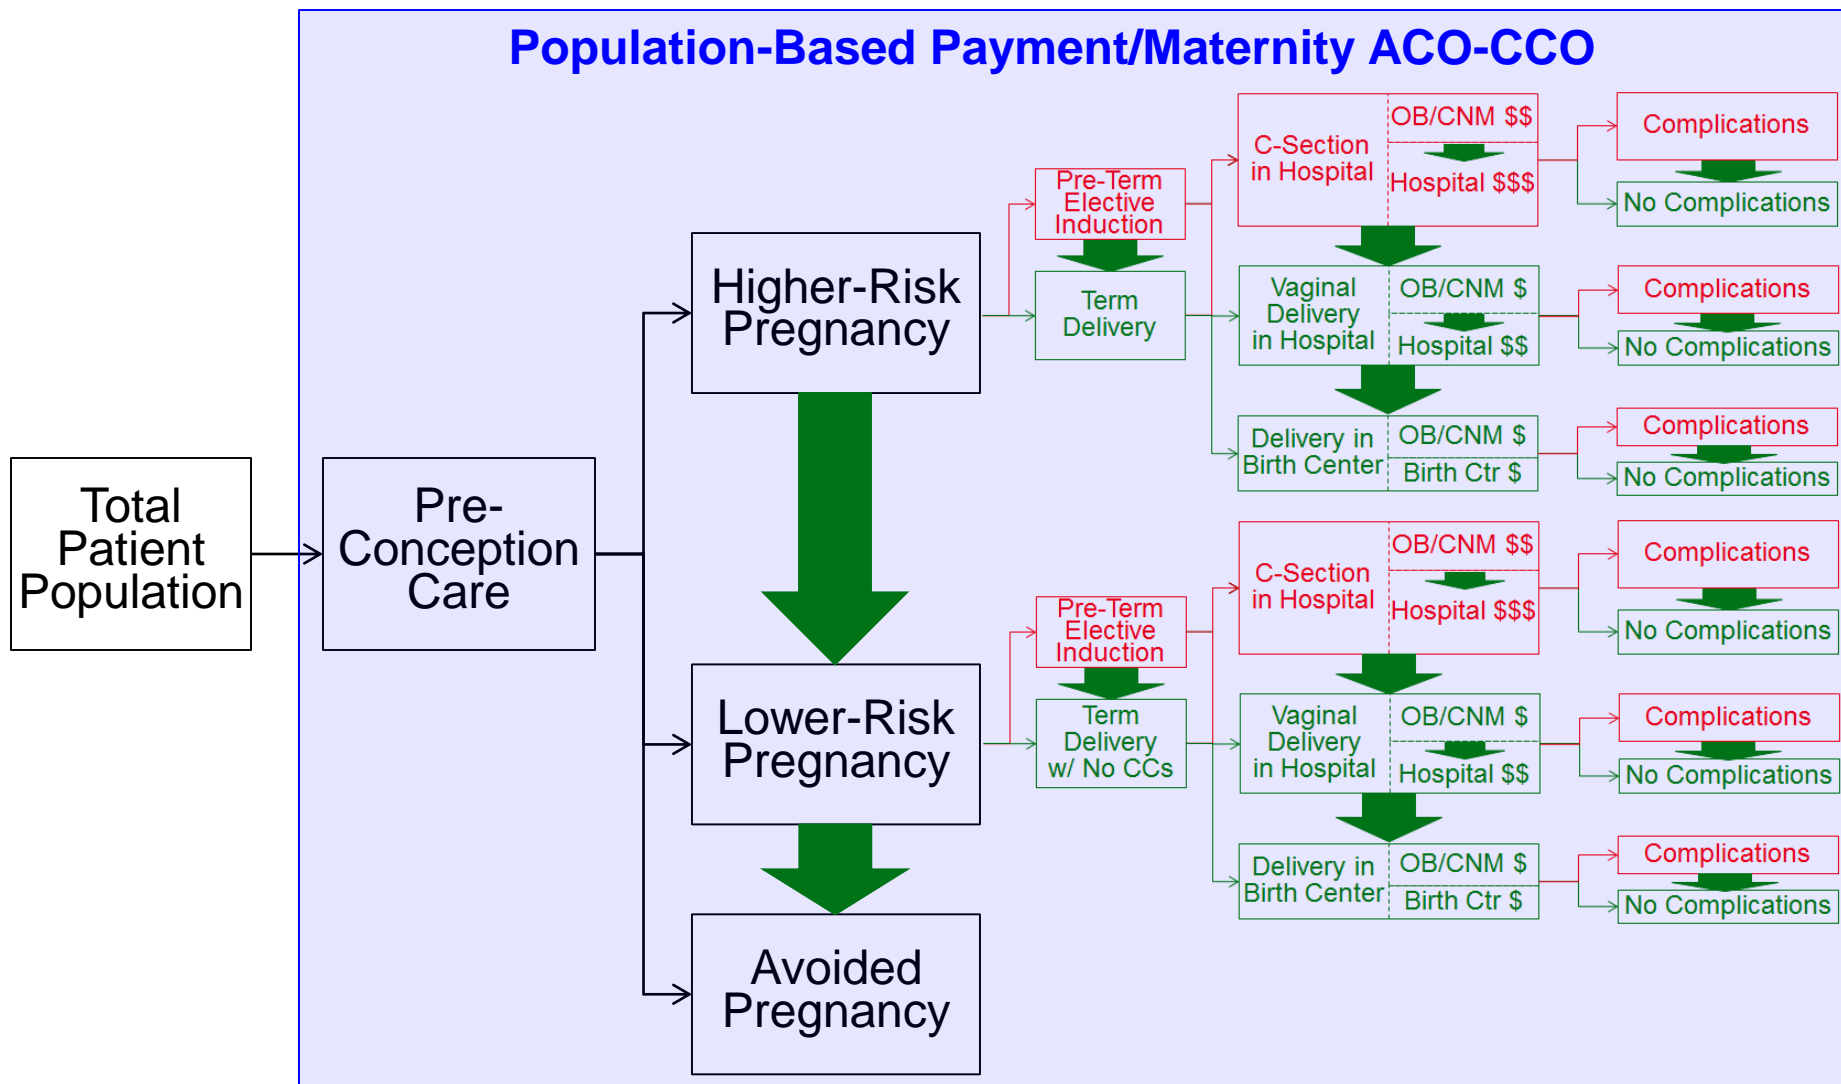 Population-Based Payment/Maternity ACO-CCO
Total
Patient
Population
Pre-
Conception
Care
Higher-Risk
Pregnancy
Pre-Term
Elective
Induction
Term
Delivery
C-Section
in Hospital
OB/CNM $$
Hospital $$$
Complications
No Complications
Vaginal
Delivery
in Hospital
OB/CNM $
Hospital $$
Complications
No Complications
Delivery in
Birth Center
OB/CNM $
Birth Ctr $
Complications
No Complications
Lower-Risk
Pregnancy
Pre-Term
Elective
Induction
Term
Delivery
w/ No CCs
C-Section
in Hospital
OB/CNM $$
Hospital $$$
Complications
No Complications
Vaginal
Delivery
in Hospital
OB/CNM $
Hospital $$
Complications
No Complications
Delivery in
Birth Center
OB/CNM $
Birth Ctr $
Complications
No Complications
Avoided
Pregnancy